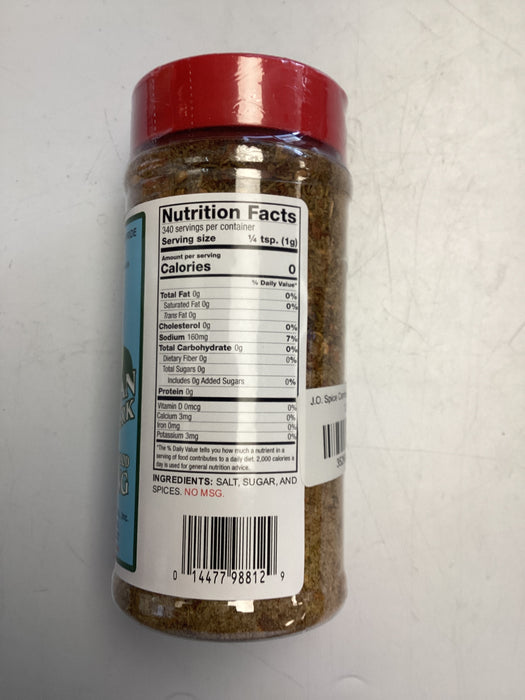 Nutrition Facts
340 servings per container
Serving size ¼ tsp. (1g)
Amount per serving
Calories 0
% Daily Value*
Total Fat 0g 0%
Saturated Fat 0g 0%
Trans Fat 0g
Cholesterol 0g 0%
Sodium 160mg 7%
Total Carbohydrate 0g 0%
Dietary Fiber 0g 0%
Total Sugars 0g
Includes 0g Added Sugars 0%
Protein 0g
Vitamin D 0mcg 0%
Calcium 3mg 0%
Iron 0mg 0%
Potassium 3mg 0%
*The % Daily Value tells you how much a nutrient in a
serving of food contributes to a daily diet. 2,000 calories a
day is used for general nutrition advice.
INGREDIENTS: SALT, SUGAR, AND
SPICES. NO MSG.
0 14477 98812 9
J.O. Spice